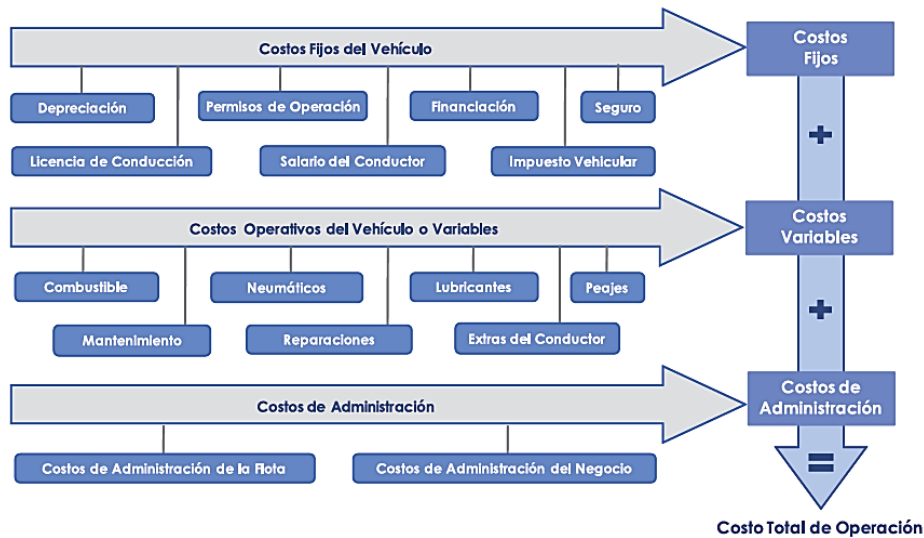 Costos Fijos del Vehículo
Costos
Fijos
Depreciación
Permisos de Operación
Financiación
Seguro
Licencia de Conducción
Salario del Conductor
Impuesto Vehicular
+
Costos Operativos del Vehículo o Variables
Costos
Variables
Combustible
Neumáticos
Lubricantes
Peajes
Mantenimiento
Reparaciones
Extras del Conductor
+
Costos de Administración
Costos de
Administración
Costos de Administración de la Flota
Costos de Administración del Negocio
=
Costo Total de Operación